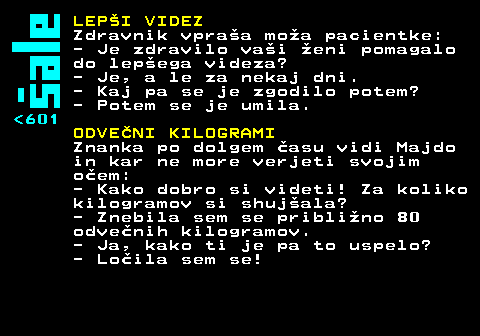 šale
<601
LEPŠI VIDEZ
Zdravnik vpraša moža pacientke:
- Je zdravilo vaši ženi pomagalo
do lepšega videza?
- Je, a le za nekaj dni.
- Kaj pa se je zgodilo potem?
- Potem se je umila.
ODVEČNI KILOGRAMI
Znanka po dolgem času vidi Majdo
in kar ne more verjeti svojim
očem:
- Kako dobro si videti! Za koliko
kilogramov si shujšala?
- Znebila sem se približno 80
odvečnih kilogramov.
- Ja, kako ti je pa to uspelo?
- Ločila sem se!